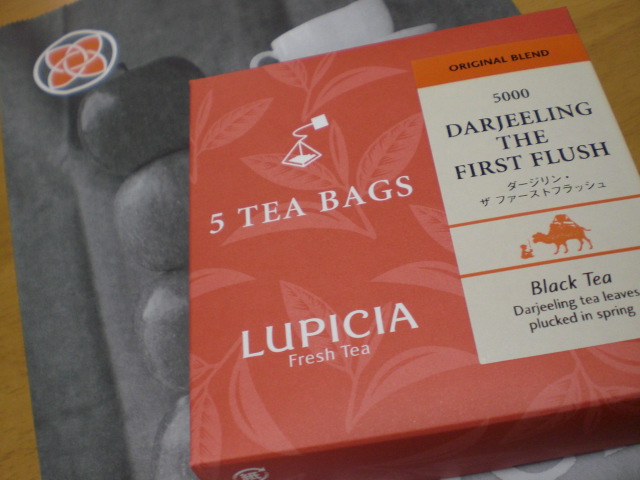 5 TEA BAGS
LUPICIA
Fresh Tea
ORIGINAL BLEND
5000
DARJEELING
THE
FIRST FLUSH
ダージリン・
ザ ファーストフラッシュ
Black Tea
Darjeeling tea leaves
plucked in spring